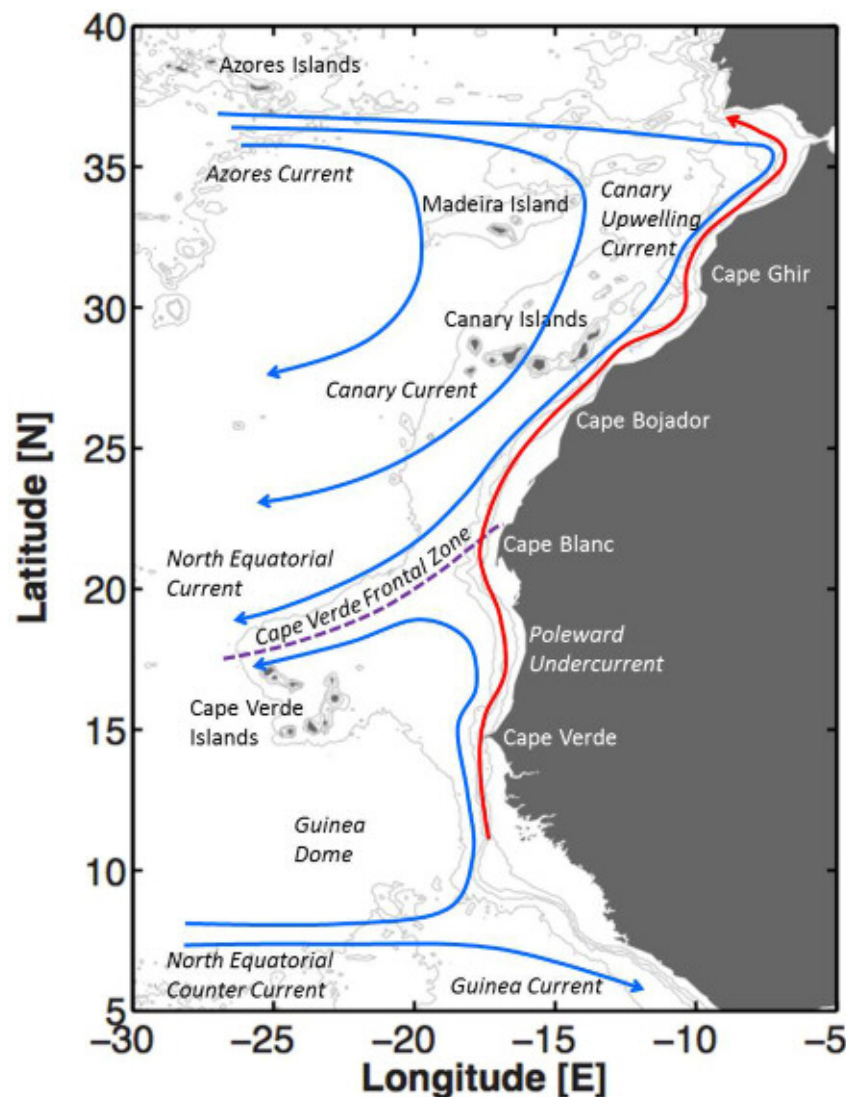 40
Azores Islands
35
Azores Current
Madeira Island
Canary
Upwelling
Current
Cape Ghir
30
Canary Islands
Canary Current
Cape Bojador
25
Latitude [N]
North Equatorial
Current
Cape Verde Frontal Zone
Cape Blanc
20
Poleward
Undercurrent
Cape Verde
Islands
15
Cape Verde
Guinea
Dome
10
North Equatorial
Counter Current
Guinea Current
5
−30 −25 −20 −15 −10 −5
Longitude [E]